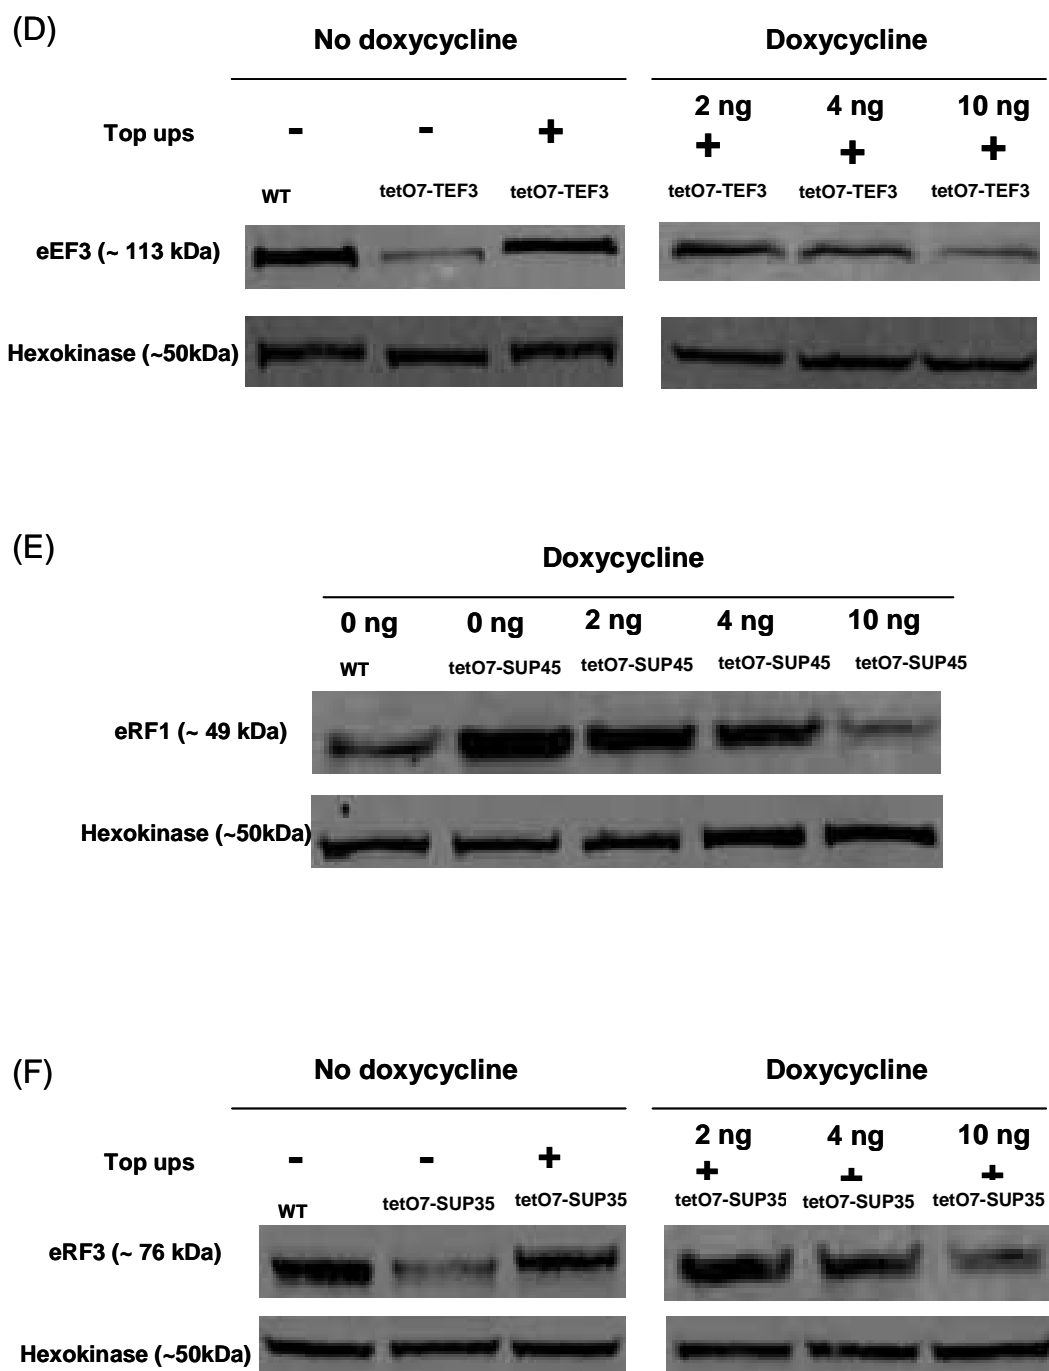 (D)
No doxycycline Doxycycline
2 ng 4 ng 10 ng
Top ups - - + + + +
WT tetO7-TEF3 tetO7-TEF3 tetO7-TEF3 tetO7-TEF3 tetO7-TEF3
eEF3 (~ 113 kDa)
Hexokinase (~50kDa)
(E)
Doxycycline
0 ng 0 ng 2 ng 4 ng 10 ng
WT tetO7-SUP45 tetO7-SUP45 tetO7-SUP45 tetO7-SUP45
eRF1 (~ 49 kDa)
Hexokinase (~50kDa)
(F)
No doxycycline Doxycycline
2 ng 4 ng 10 ng
Top ups - - + + + +
WT tetO7-SUP35 tetO7-SUP35 tetO7-SUP35 tetO7-SUP35 tetO7-SUP35
eRF3 (~ 76 kDa)
Hexokinase (~50kDa)